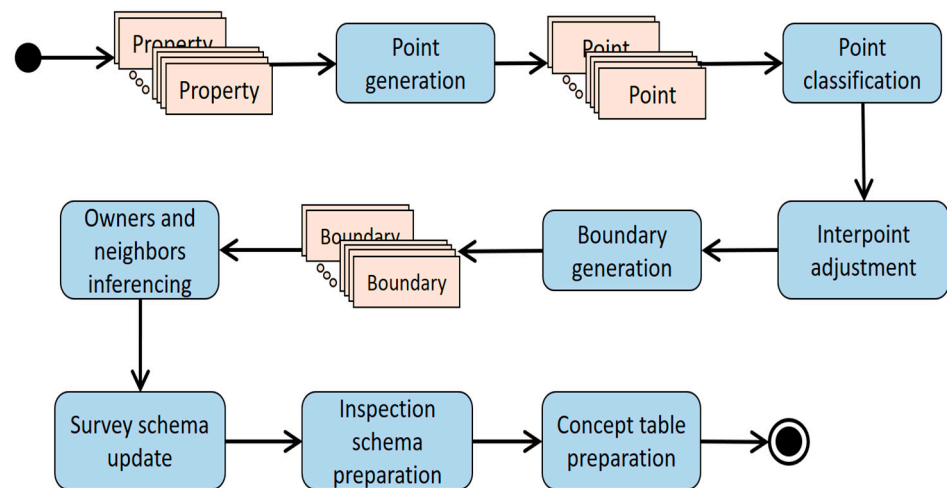 Property
Property
Point
generation
Point
Point
Point
classification
Owners and
neighbors
inferencing
Boundary
Boundary
Boundary
generation
Interpoint
adjustment
Survey schema
update
Inspection
schema
preparation
Concept table
preparation